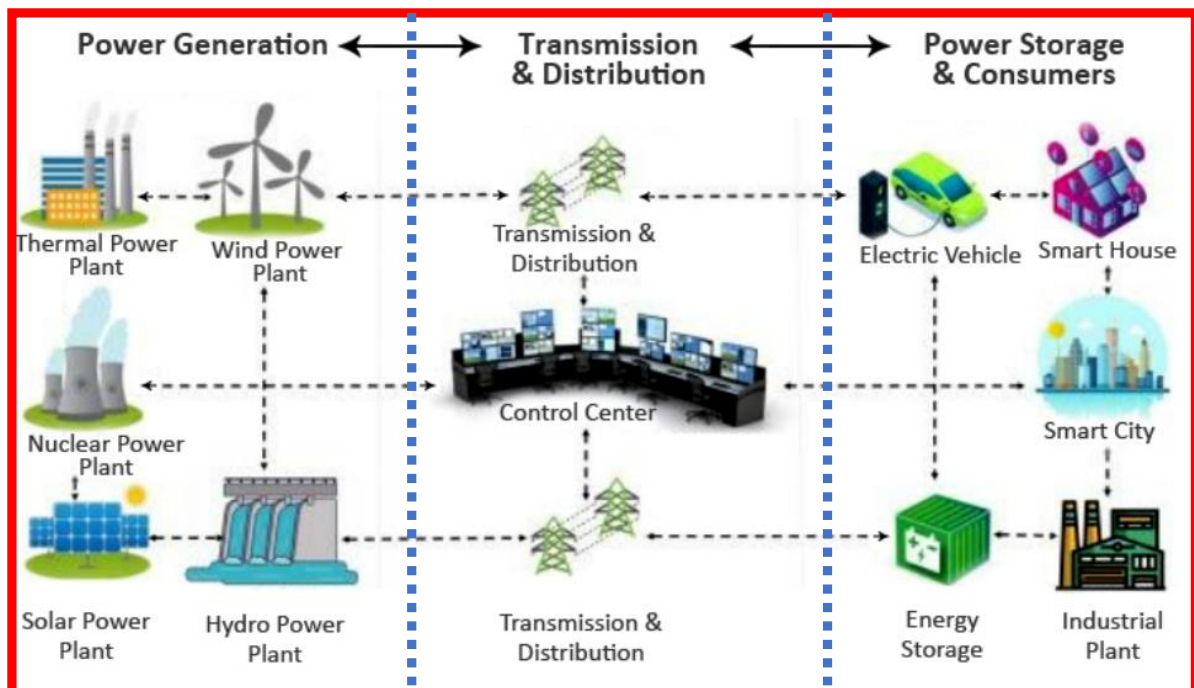 Power Generation
Transmission
& Distribution
Power Storage
& Consumers
Thermal Power
Plant
Wind Power
Plant
Transmission &
Distribution
Electric Vehicle
Smart House
Nuclear Power
Plant
Control Center
Smart City
Solar Power
Plant
Hydro Power
Plant
Transmission &
Distribution
Energy
Storage
Industrial
Plant